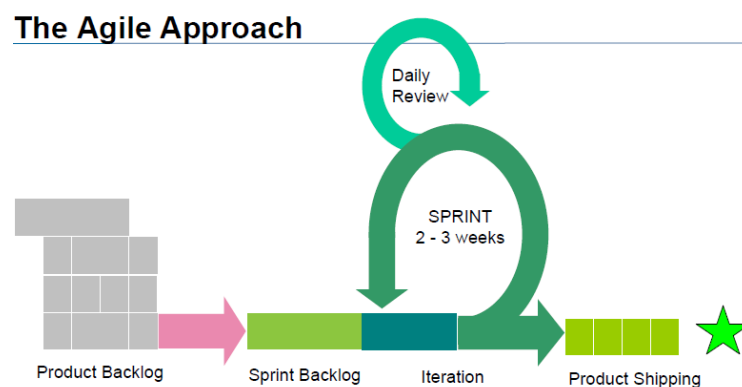 The Agile Approach
Daily
Review
SPRINT
2 - 3 weeks
Product Backlog
Sprint Backlog
Iteration
Product Shipping